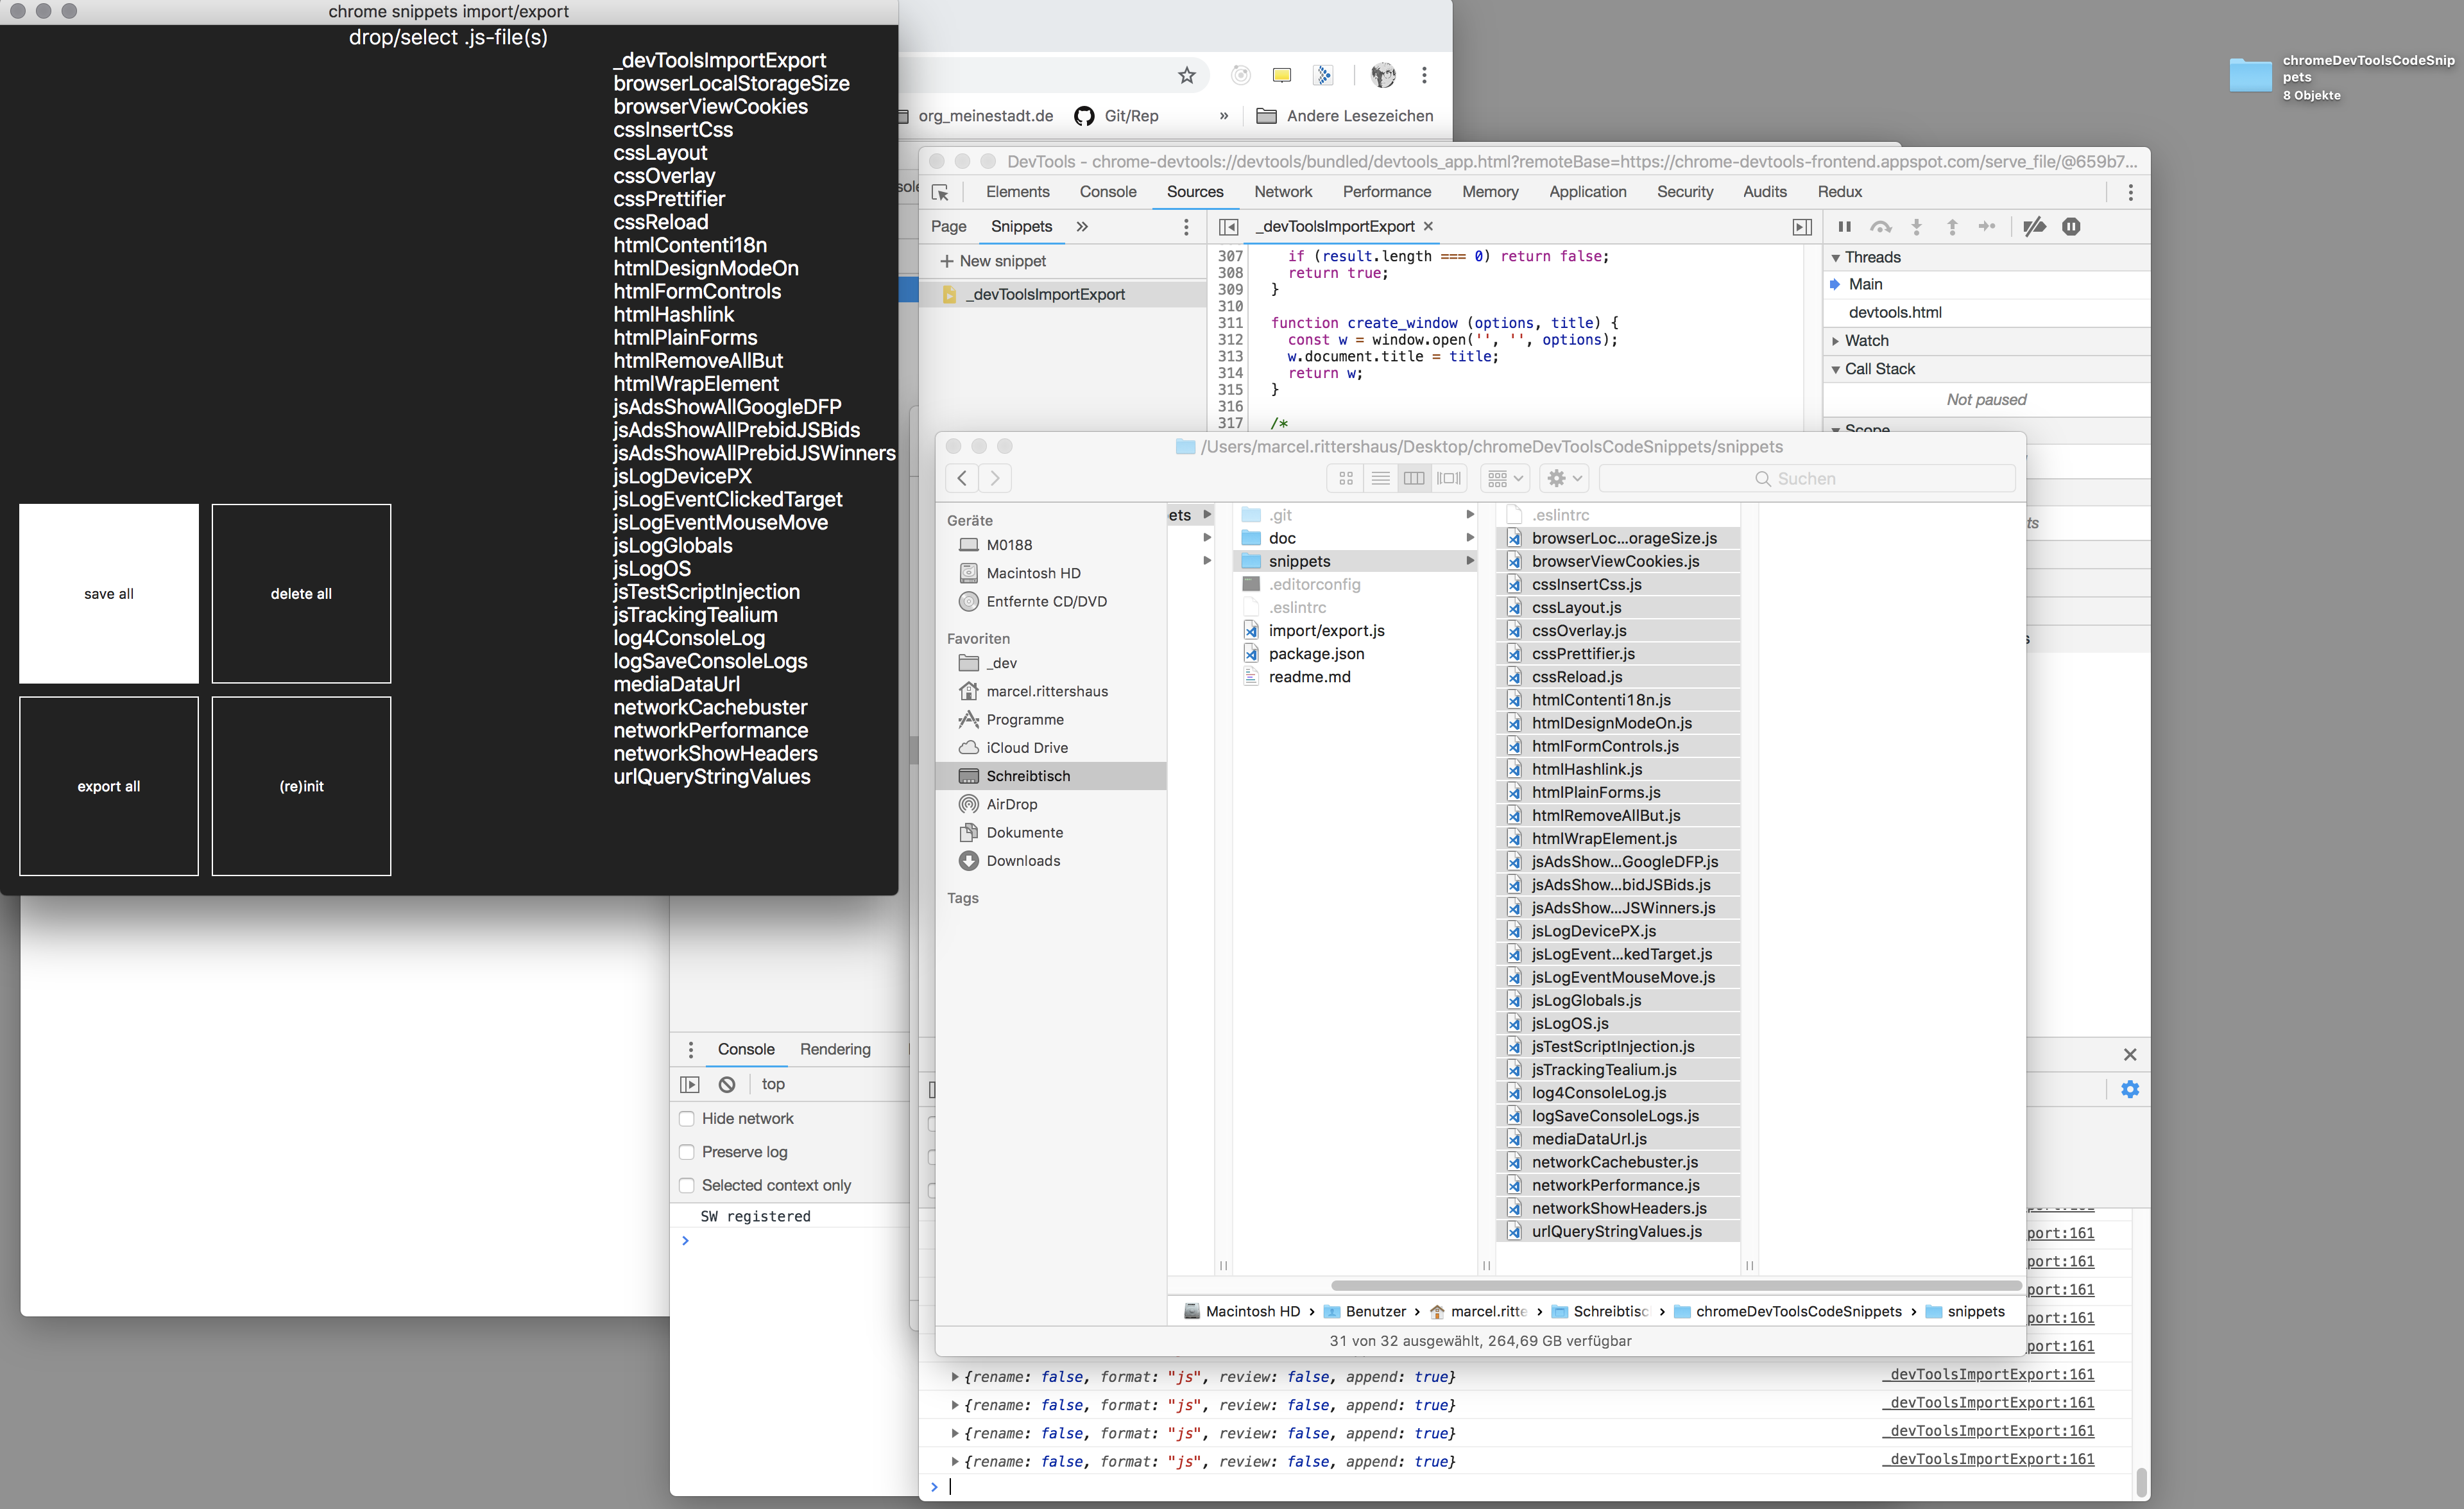 chrome snippets import/export
drop/select .js-file(s)
_devToolsImportExport
browserLocalStorageSize
browserViewCookies
cssInsertCss
cssLayout
cssOverlay
cssPrettifier
cssReload
htmlContenti18n
htmlDesignModeOn
htmlFormControls
htmlHashlink
htmlPlainForms
htmlRemoveAllBut
htmlWrapElement
jsAdsShowAllGoogleDFP
jsAdsShowAllPrebidJSBids
jsAdsShowAllPrebidJSWinners
jsLogDevicePX
jsLogEventClickedTarget
jsLogEventMouseMove
jsLogGlobals
jsLogOS
jsTestScriptInjection
jsTrackingTealium
log4ConsoleLog
logSaveConsoleLogs
mediaDataUrl
networkCachebuster
networkPerformance
networkShowHeaders
urlQueryStringValues
save all
delete all
export all
(re)init
org_meinestadt.de
Git/Rep
»
Andere Lesezeichen
chromeDevToolsCodeSnip
pets
8 Objekte
DevTools - chrome-devtools://devtools/bundled/devtools_app.html?remoteBase=https://chrome-devtools-frontend.appspot.com/serve_file/@659b7...
Elements Console Sources Network Performance Memory Application Security Audits Redux
Page Snippets »
_devToolsImportExport ×
+ New snippet
_devToolsImportExport
307 if (result.length === 0) return false;
308 return true;
309 }
310
311 function create_window (options, title) {
312 const w = window.open('', '', options);
313 w.document.title = title;
314 return w;
315 }
316
317 /*
Threads
Main
devtools.html
Watch
Call Stack
Not paused
Scope
/Users/marcel.rittershaus/Desktop/chromeDevToolsCodeSnippets/snippets
Suchen
Geräte
M0188
Macintosh HD
Entfernte CD/DVD
Favoriten
_dev
marcel.rittershaus
Programme
iCloud Drive
Schreibtisch
AirDrop
Dokumente
Downloads
Tags
ets
.git
doc
snippets
.editorconfig
.eslintrc
import/export.js
package.json
readme.md
.eslintrc
browserLoc...orageSize.js
browserViewCookies.js
cssInsertCss.js
cssLayout.js
cssOverlay.js
cssPrettifier.js
cssReload.js
htmlContenti18n.js
htmlDesignModeOn.js
htmlFormControls.js
htmlHashlink.js
htmlPlainForms.js
htmlRemoveAllBut.js
htmlWrapElement.js
jsAdsShow...GoogleDFP.js
jsAdsShow...bidJSBids.js
jsAdsShow...JSWinners.js
jsLogDevicePX.js
jsLogEvent...kedTarget.js
jsLogEventMouseMove.js
jsLogGlobals.js
jsLogOS.js
jsTestScriptInjection.js
jsTrackingTealium.js
log4ConsoleLog.js
logSaveConsoleLogs.js
mediaDataUrl.js
networkCachebuster.js
networkPerformance.js
networkShowHeaders.js
urlQueryStringValues.js
Macintosh HD › Benutzer › marcel.ritte › Schreibtisc › chromeDevToolsCodeSnippets › snippets
31 von 32 ausgewählt, 264,69 GB verfügbar
Console Rendering
top
Hide network
Preserve log
Selected context only
SW registered
port:161
port:161
port:161
port:161
port:161
{rename: false, format: "js", review: false, append: true} _devToolsImportExport:161
{rename: false, format: "js", review: false, append: true} _devToolsImportExport:161
{rename: false, format: "js", review: false, append: true} _devToolsImportExport:161
{rename: false, format: "js", review: false, append: true} _devToolsImportExport:161